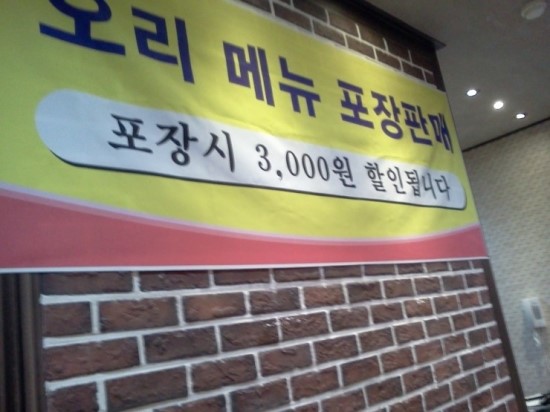 오리 메뉴 포장판매
포장시 3,000원 할인됩니다